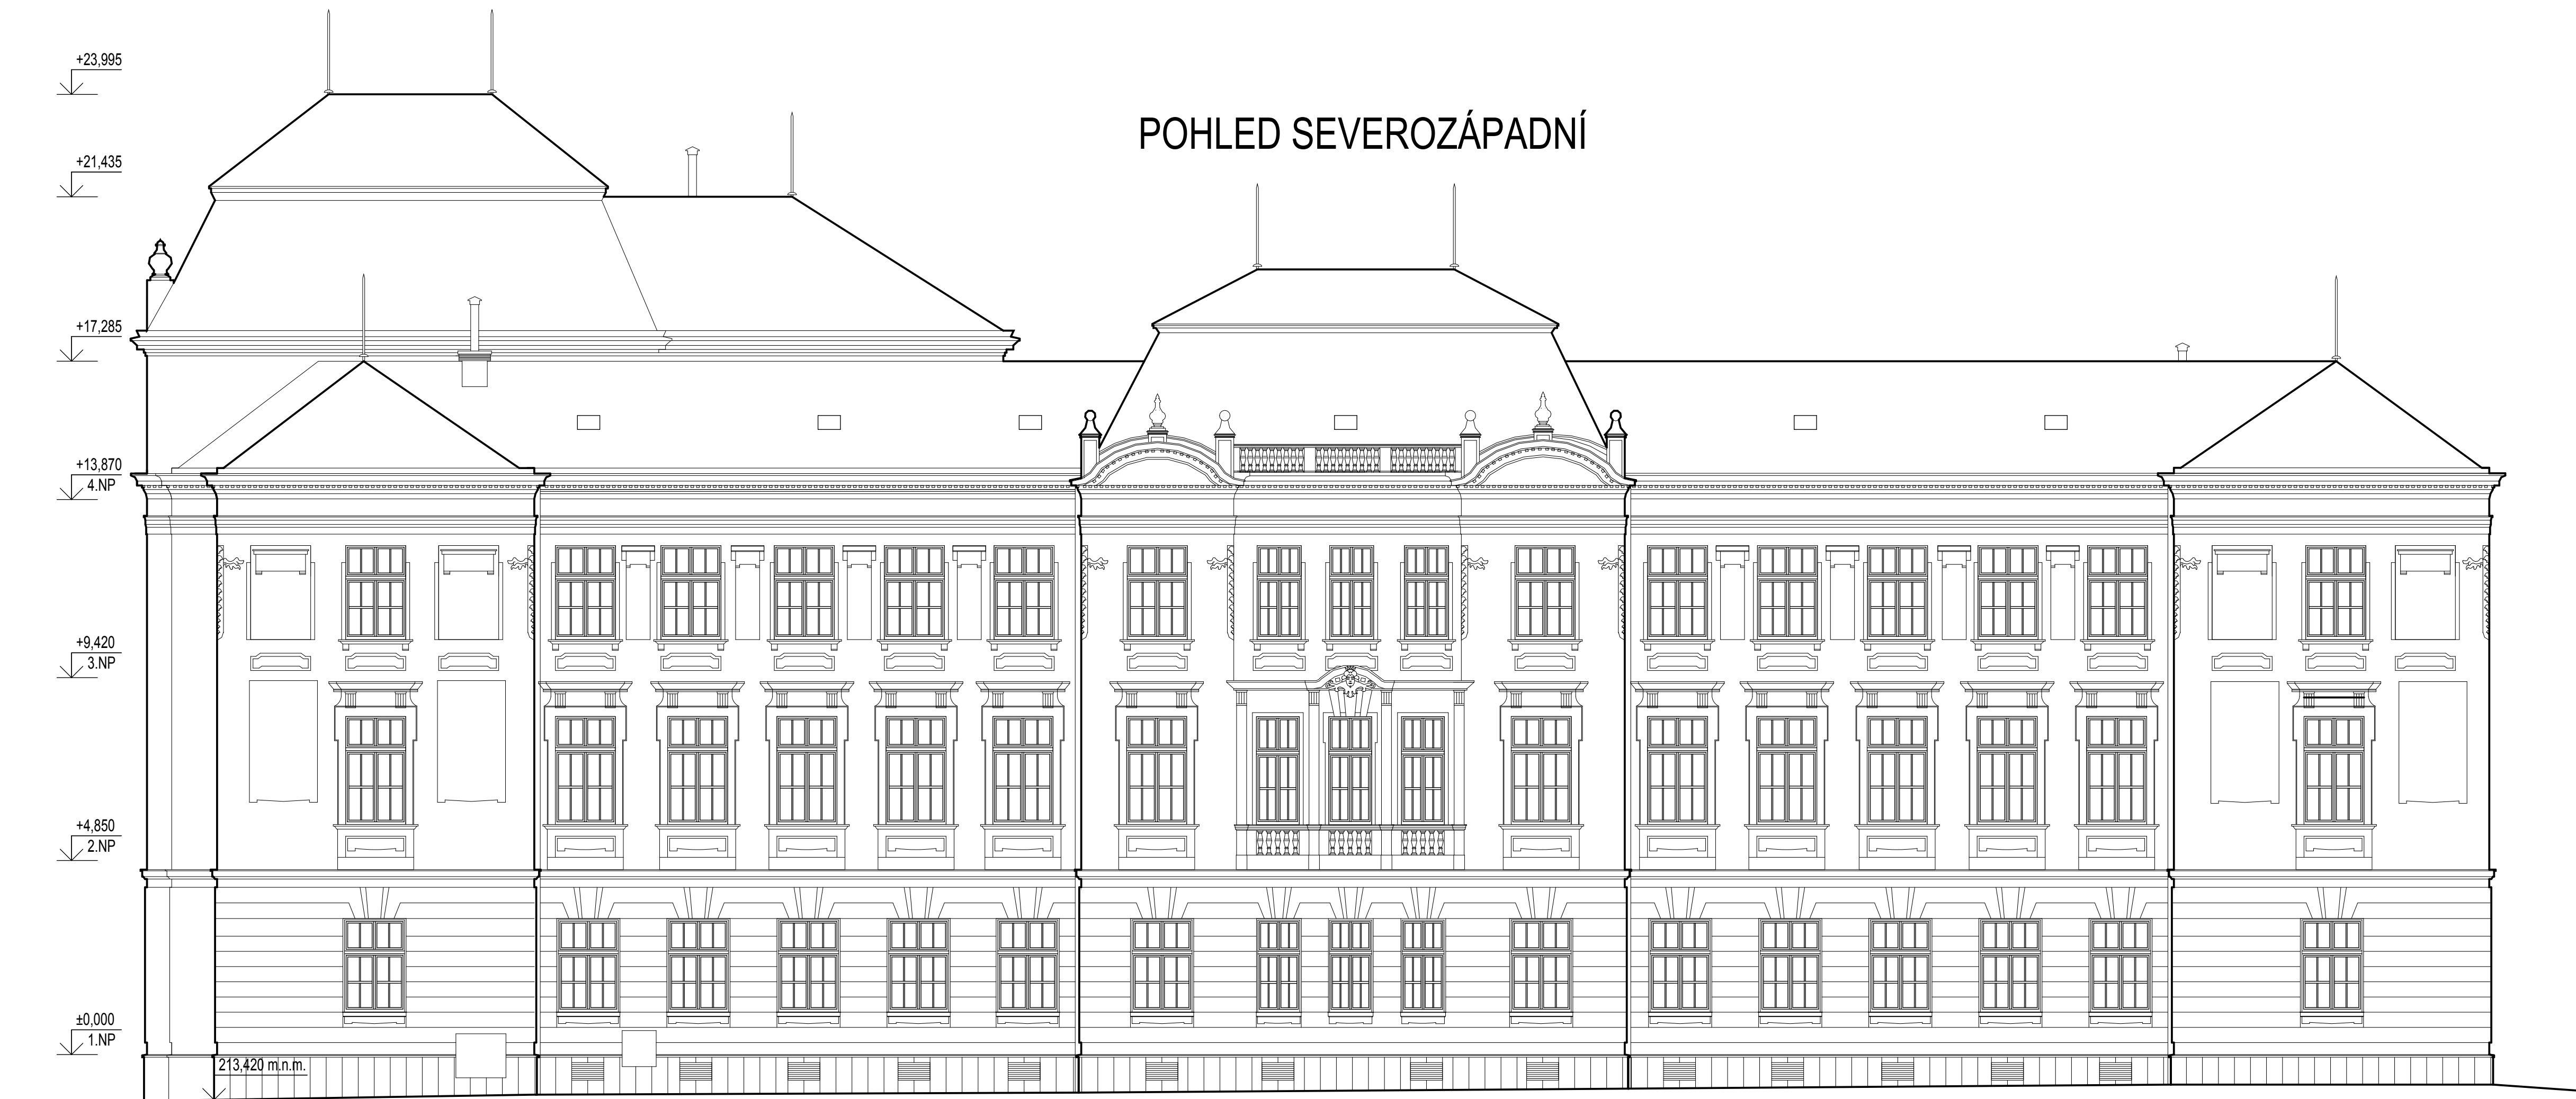 +23,995
POHLED SEVEROZÁPADNÍ
+21,435
+17,285
+13,870
4.NP
+9,420
3.NP
+4,850
2.NP
±0,000
1.NP
213,420 m.n.m.